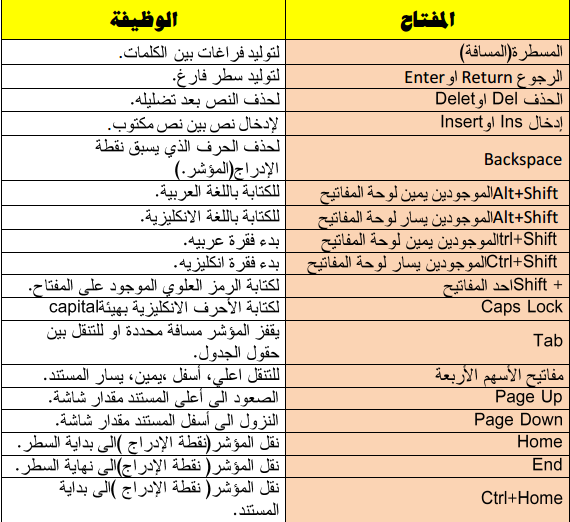 المفتاح الوظيفة
المسطرة(المسافة) لتوليد فراغات بين الكلمات.
الرجوع Return او Enter لتوليد سطر فارغ.
الحذف Del اوDelet لحذف النص بعد تضليله.
إدخال Ins اوInsert لإدخال نص بين نص مكتوب.
Backspace لحذف الحرف الذي يسبق نقطة
الإدراج(المؤشر.)
Alt+Shiftالموجودين يمين لوحة المفاتيح للكتابة باللغة العربية.
Alt+Shiftالموجودين يسار لوحة المفاتيح للكتابة باللغة الانكليزية.
trl+Shiftالموجودين يمين لوحة المفاتيح بدء فقرة عربيه.
Ctrl+Shiftالموجودين يسار لوحة المفاتيح بدء فقرة انكليزيه.
+ Shiftاحد المفاتيح لكتابة الرمز العلوي الموجود على المفتاح.
Caps Lock لكتابة الأحرف الانكليزية بهيئةcapital
Tab يقفز المؤشر مسافة محددة او للتنقل بين
حقول الجدول.
مفاتيح الأسهم الأربعة للتنقل اعلي، أسفل ،يمين، يسار المستند.
Page Up الصعود الى أعلى المستند مقدار شاشة.
Page Down النزول الى أسفل المستند مقدار شاشة.
Home نقل المؤشر(نقطة الإدراج )الى بداية السطر.
End نقل المؤشر( نقطة الإدراج)الى نهاية السطر.
Ctrl+Home نقل المؤشر( نقطة الإدراج )الى بداية
المستند.